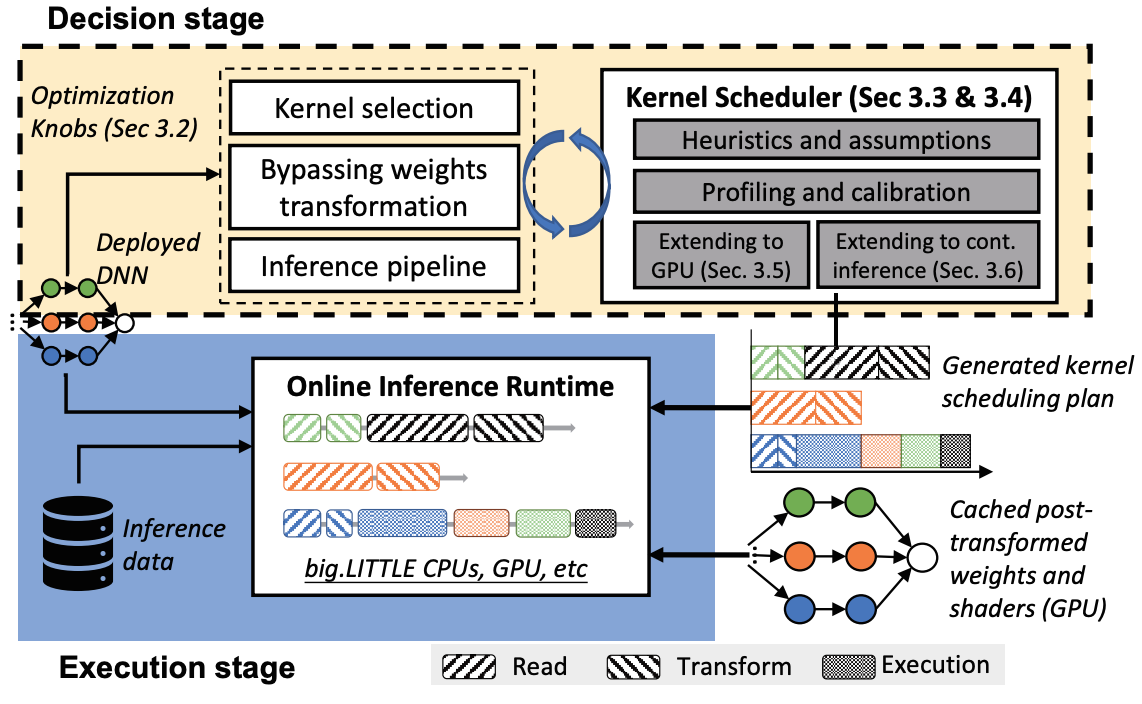 Decision stage
Optimization
Knobs (Sec 3.2)
Kernel selection
Bypassing weights
transformation
Inference pipeline
Kernel Scheduler (Sec 3.3 & 3.4)
Heuristics and assumptions
Profiling and calibration
Extending to
GPU (Sec. 3.5)
Extending to cont.
inference (Sec. 3.6)
Deployed
DNN
Online Inference Runtime
big.LITTLE CPUs, GPU, etc
Inference
data
Generated kernel
scheduling plan
Cached post-
transformed
weights and
shaders (GPU)
Execution stage
Read
Transform
Execution